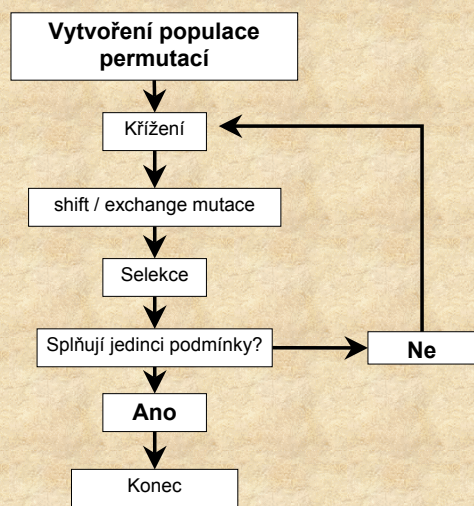 Vytvoření populace
permutací
Křížení
shift / exchange mutace
Selekce
Splňují jedinci podmínky?
Ne
Ano
Konec